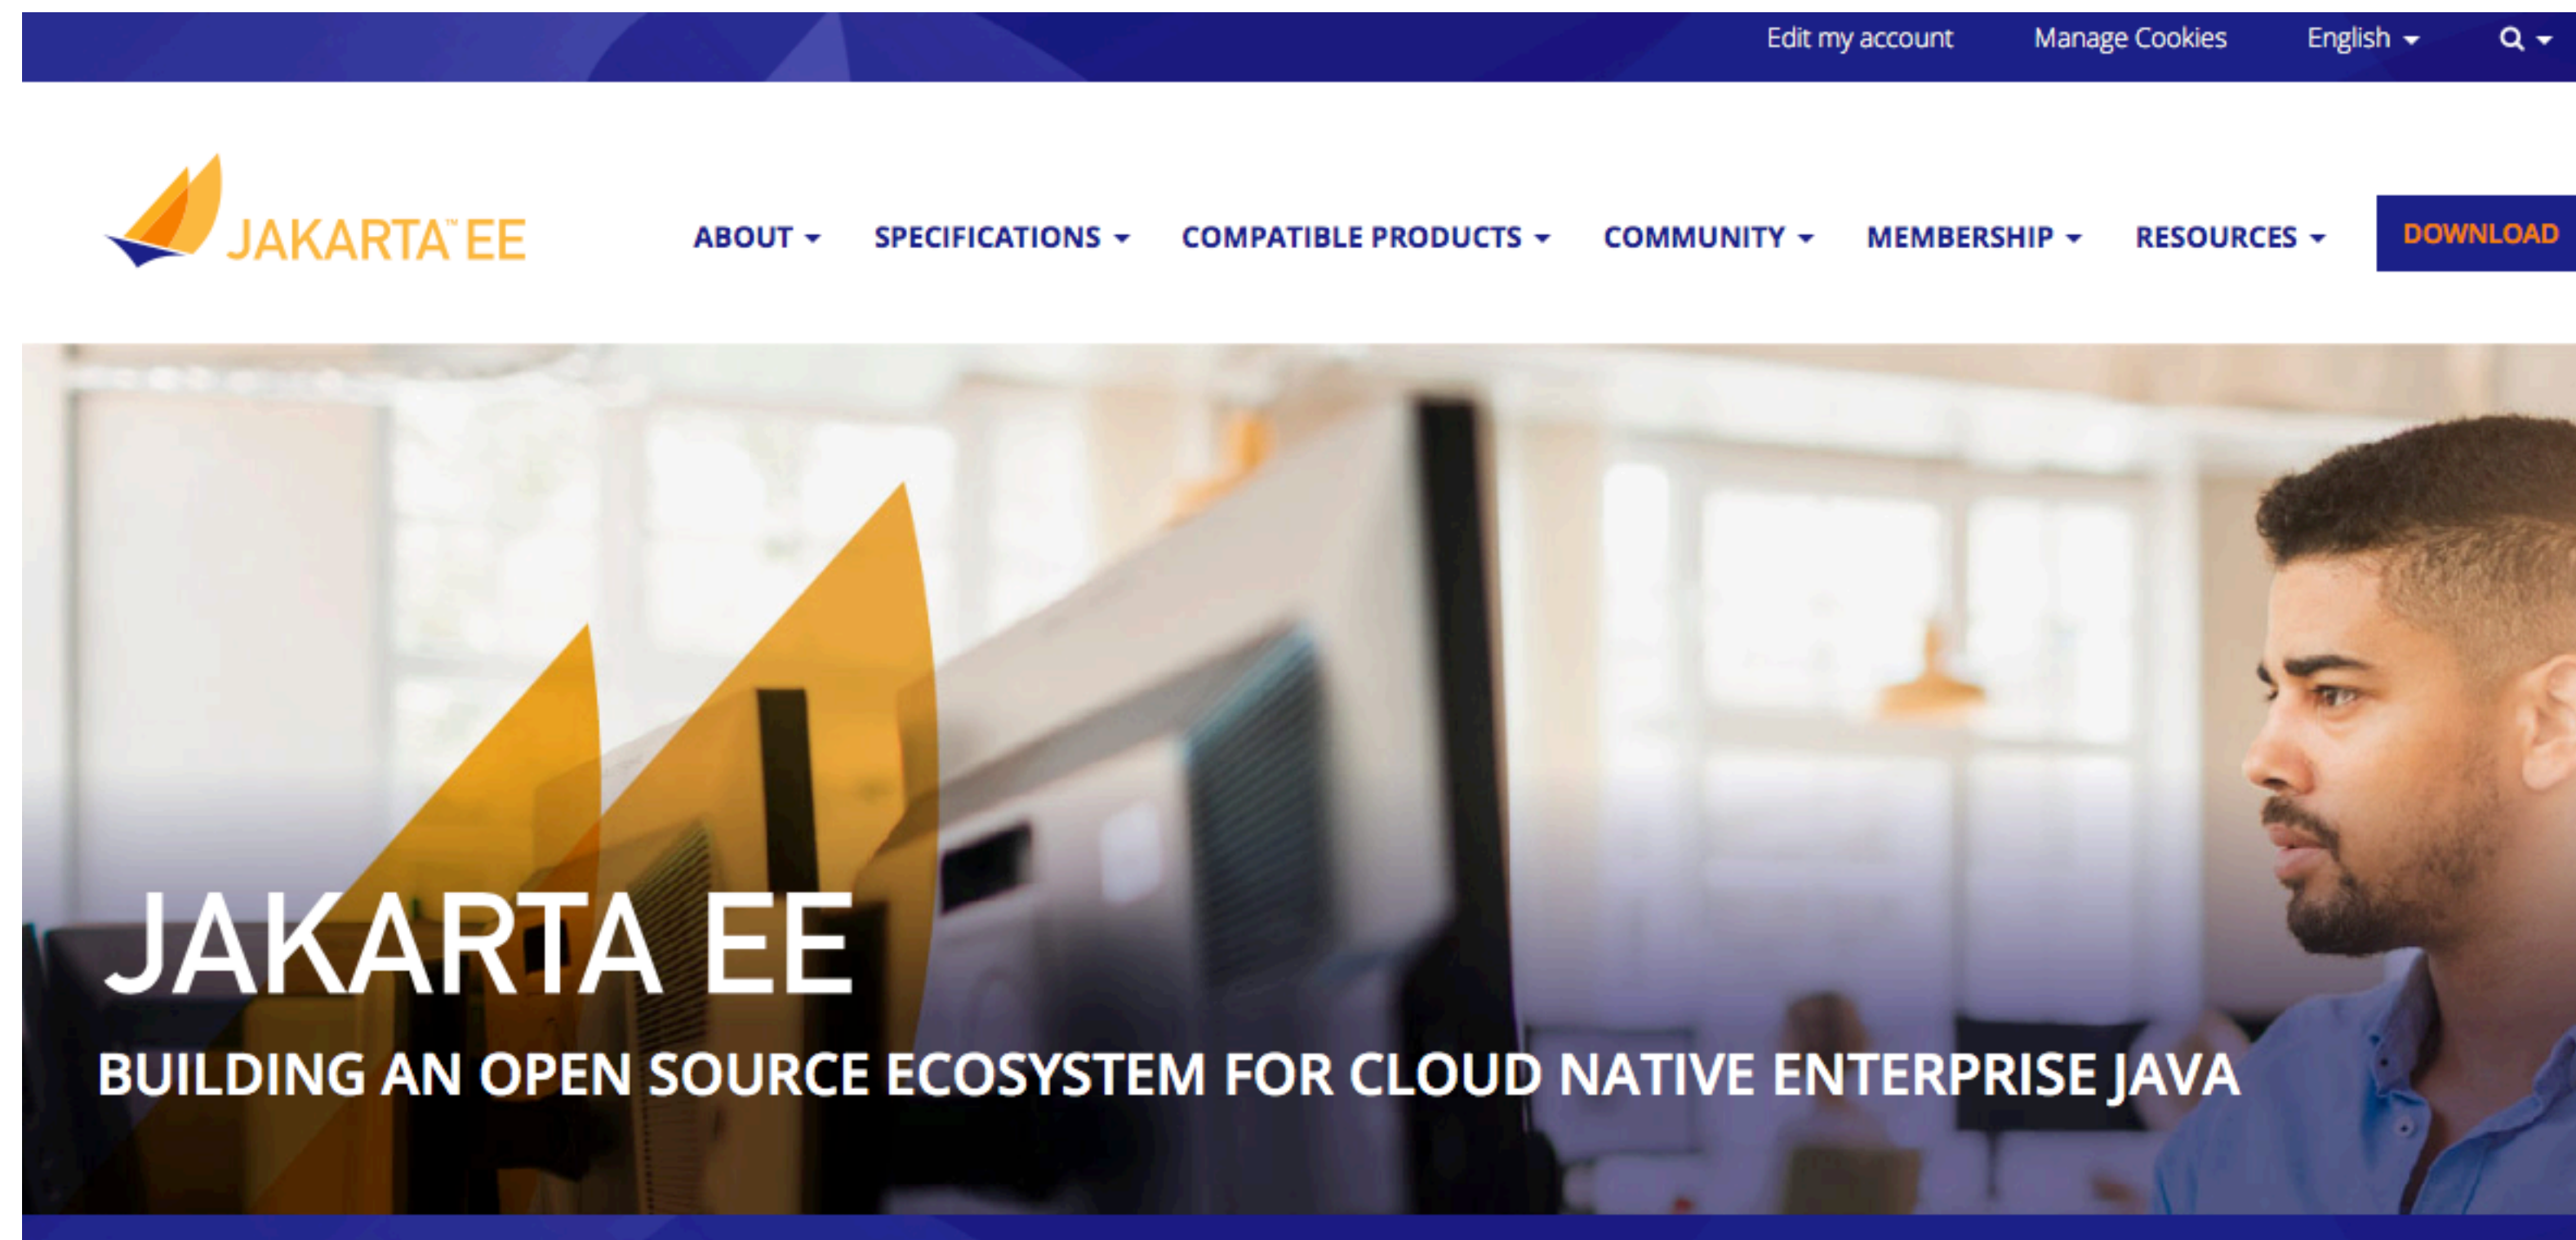 Edit my account Manage Cookies English
JAKARTA™ EE ABOUT SPECIFICATIONS COMPATIBLE PRODUCTS COMMUNITY MEMBERSHIP RESOURCES DOWNLOAD
JAKARTA EE
BUILDING AN OPEN SOURCE ECOSYSTEM FOR CLOUD NATIVE ENTERPRISE JAVA